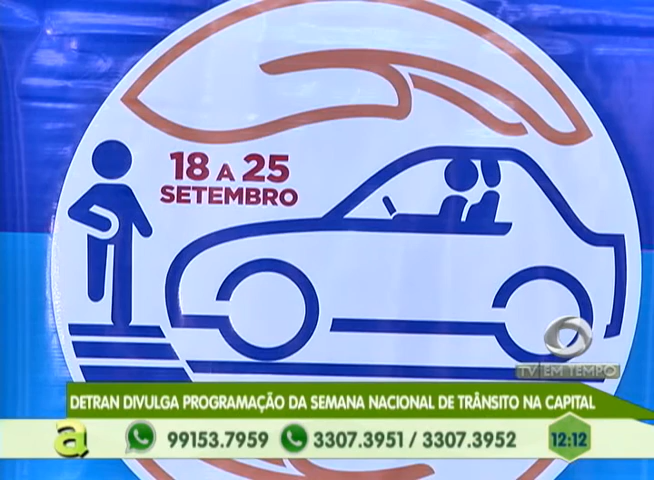 18 A 25
SETEMBRO
TV EM TEMPO
DETRAN DIVULGA PROGRAMAÇÃO DA SEMANA NACIONAL DE TRÂNSITO NA CAPITAL
a 99153.7959 3307.3951 / 3307.3952 12:12